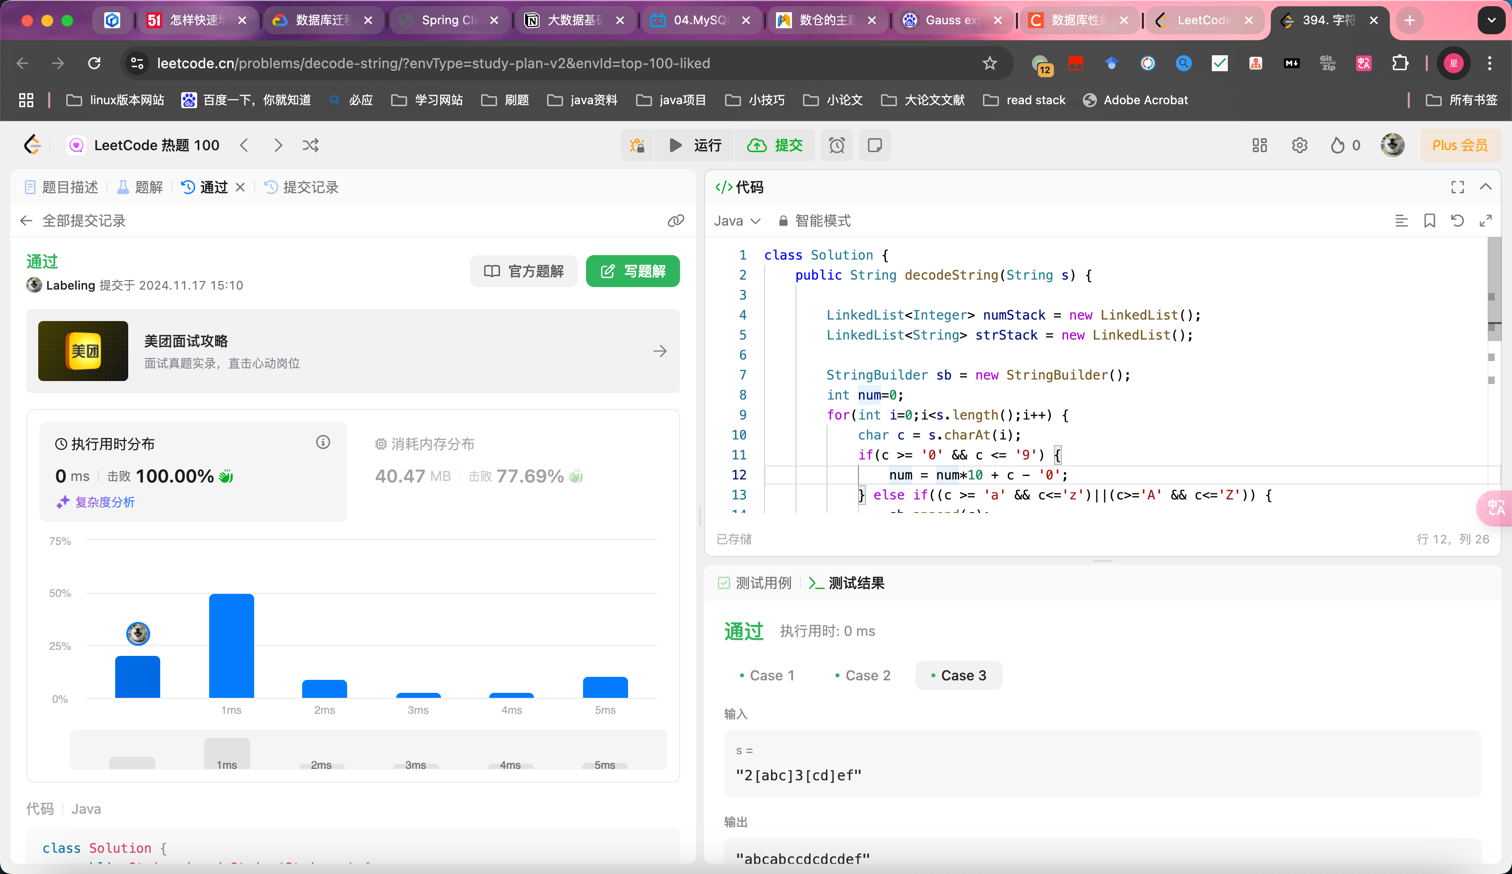 怎样快速
数据库迁移
Spring Cl
大数据基
04.MySQ
数仓的主
Gauss ex
数据库性
LeetCode
394. 字符
leetcode.cn/problems/decode-string/?envType=study-plan-v2&envId=top-100-liked
12
星
linux版本网站
百度一下，你就知道
必应
学习网站
刷题
java资料
java项目
小技巧
小论文
大论文文献
read stack
Adobe Acrobat
所有书签
LeetCode 热题 100
运行
提交
0
Plus 会员
题目描述
题解
通过
提交记录
全部提交记录
通过
Labeling 提交于 2024.11.17 15:10
官方题解
写题解
美团
美团面试攻略
面试真题实录，直击心动岗位
执行用时分布
0 ms 击败 100.00%
复杂度分析
消耗内存分布
40.47 MB 击败 77.69%
75%
50%
25%
0%
1ms
2ms
3ms
4ms
5ms
1ms
2ms
3ms
4ms
5ms
代码 Java
class Solution {
</>代码
Java 智能模式
1 class Solution {
2 public String decodeString(String s) {
3
4 LinkedList<Integer> numStack = new LinkedList();
5 LinkedList<String> strStack = new LinkedList();
6
7 StringBuilder sb = new StringBuilder();
8 int num=0;
9 for(int i=0;i<s.length();i++) {
10 char c = s.charAt(i);
11 if(c >= '0' && c <= '9') {
12 num = num*10 + c - '0';
13 } else if((c >= 'a' && c<='z')||(c>='A' && c<='Z')) {
已存储
行 12，列 26
测试用例
测试结果
通过 执行用时: 0 ms
Case 1
Case 2
Case 3
输入
s =
"2[abc]3[cd]ef"
输出
"abcabccdcdcdef"